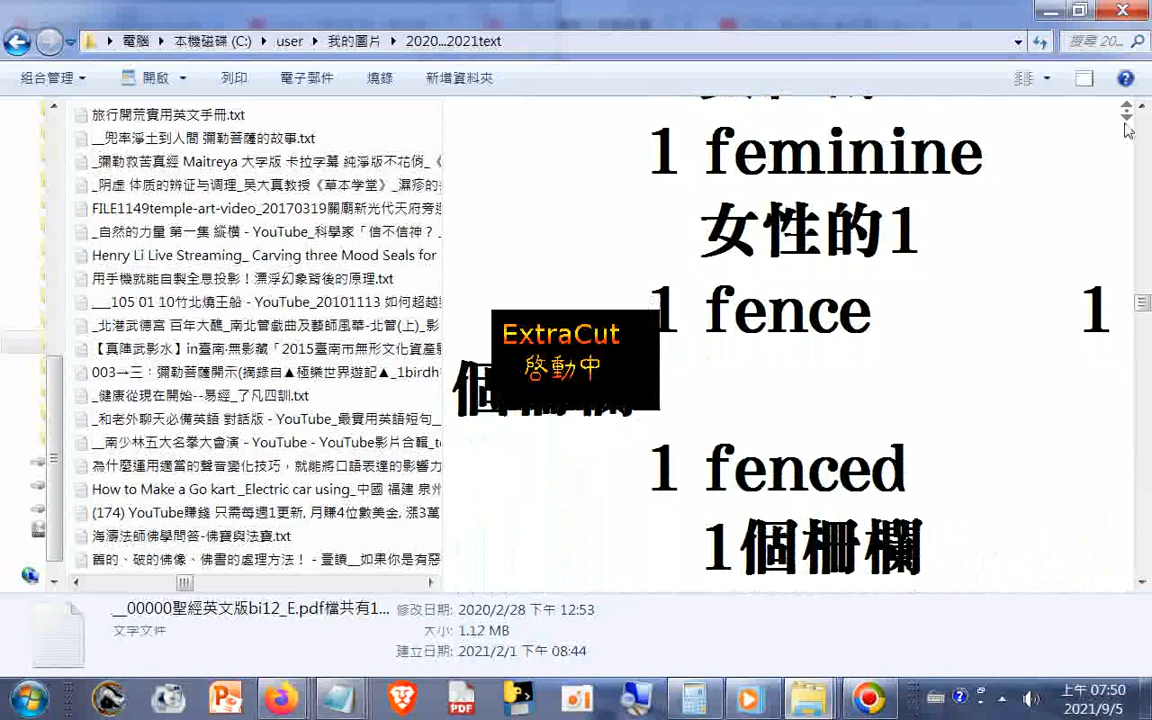 電腦 本機磁碟 (C:) user 我的圖片 2020...2021text
搜尋 20...
組合管理 開啟 列印 電子郵件 燒錄 新增資料夾
旅行開荒實用英文手冊.txt
__兜率淨土到人間 彌勒菩薩的故事.txt
_彌勒救苦真經 Maitreya 大字版 卡拉字幕 純淨版不花俏_《
_阴虚 体质的辨证与调理_吴大真教授《草本学堂》_濕疹的
FILE1149temple-art-video_20170319關廟新光代天府旁
_自然的力量 第一集 縱橫 - YouTube_科學家「信不信神？
Henry Li Live Streaming_ Carving three Mood Seals for
用手機就能自製全息投影！漂浮幻象背後的原理.txt
___105 01 10竹北燒王船 - YouTube_20101113 如何超越
_北港武德宮 百年大醮_南北管戲曲及藝師風華-北管(上)_影
【真陣武影水】in臺南·無影藏「2015臺南市無形文化資產
003→三：彌勒菩薩開示(摘錄自▲極樂世界遊記▲_1birdh
_健康從現在開始--易經_了凡四訓.txt
_和老外聊天必備英語 對話版 - YouTube_最實用英語短句_
_南少林五大名拳大會演 - YouTube - YouTube影片合輯_t
為什麼運用適當的聲音變化技巧，就能將口語表達的影響力
How to Make a Go kart _Electric car using_中國 福建 泉州
(174) YouTube賺錢 只需每週1更新, 月賺4位數美金, 漲3萬
海濤法師佛學問答-佛寶與法寶.txt
舊的、破的佛像、佛書的處理方法！ - 壹讀__如果你是有惡
1 feminine
女性的1
1 fence 1
個柵欄
ExtraCut
啓動中
1 fenced
1個柵欄
__00000聖經英文版bi12_E.pdf檔共有1... 修改日期: 2020/2/28 下午 12:53
文字文件 大小: 1.12 MB
建立日期: 2021/2/1 下午 08:44
PDF
上午 07:50
2021/9/5